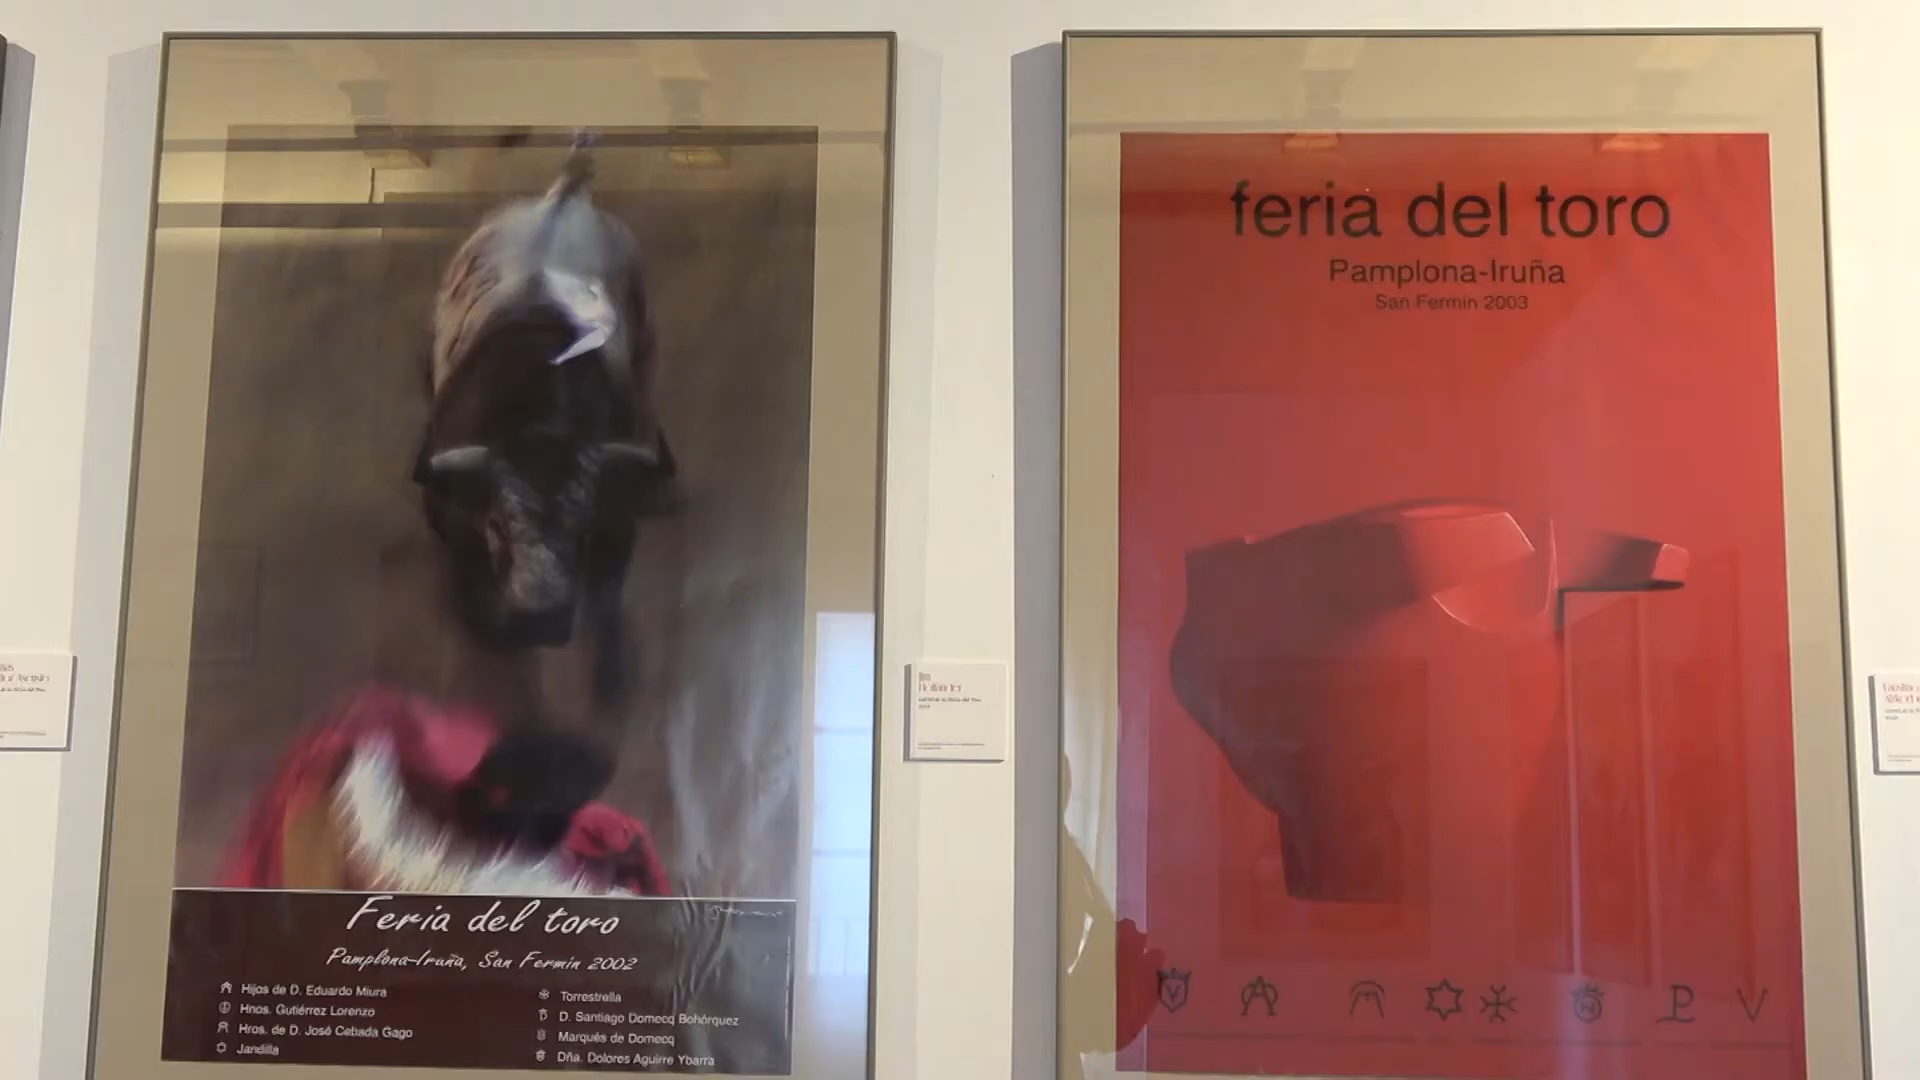 Feria del toro
Pamplona-Iruña, San Fermin 2002
Hijos de D. Eduardo Miura
Hnos. Gutiérrez Lorenzo
Hros. de D. José Cebada Gago
Jandilla
Torrestrella
D. Santiago Domecq Bohórquez
Marqués de Domecq
Dña. Dolores Aguirre Ybarra
feria del toro
Pamplona-Iruña
San Fermin 2003